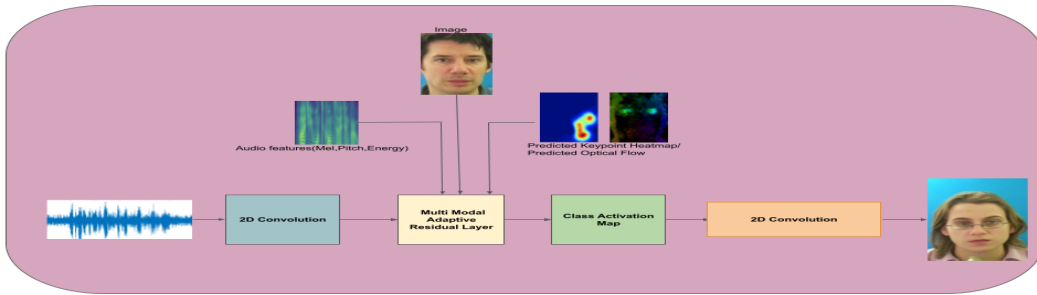 Image
Audio features(Mel,Pitch,Energy)
Predicted Keypoint Heatmap/
Predicted Optical Flow
2D Convolution
Multi Modal
Adaptive
Residual Layer
Class Activation
Map
2D Convolution